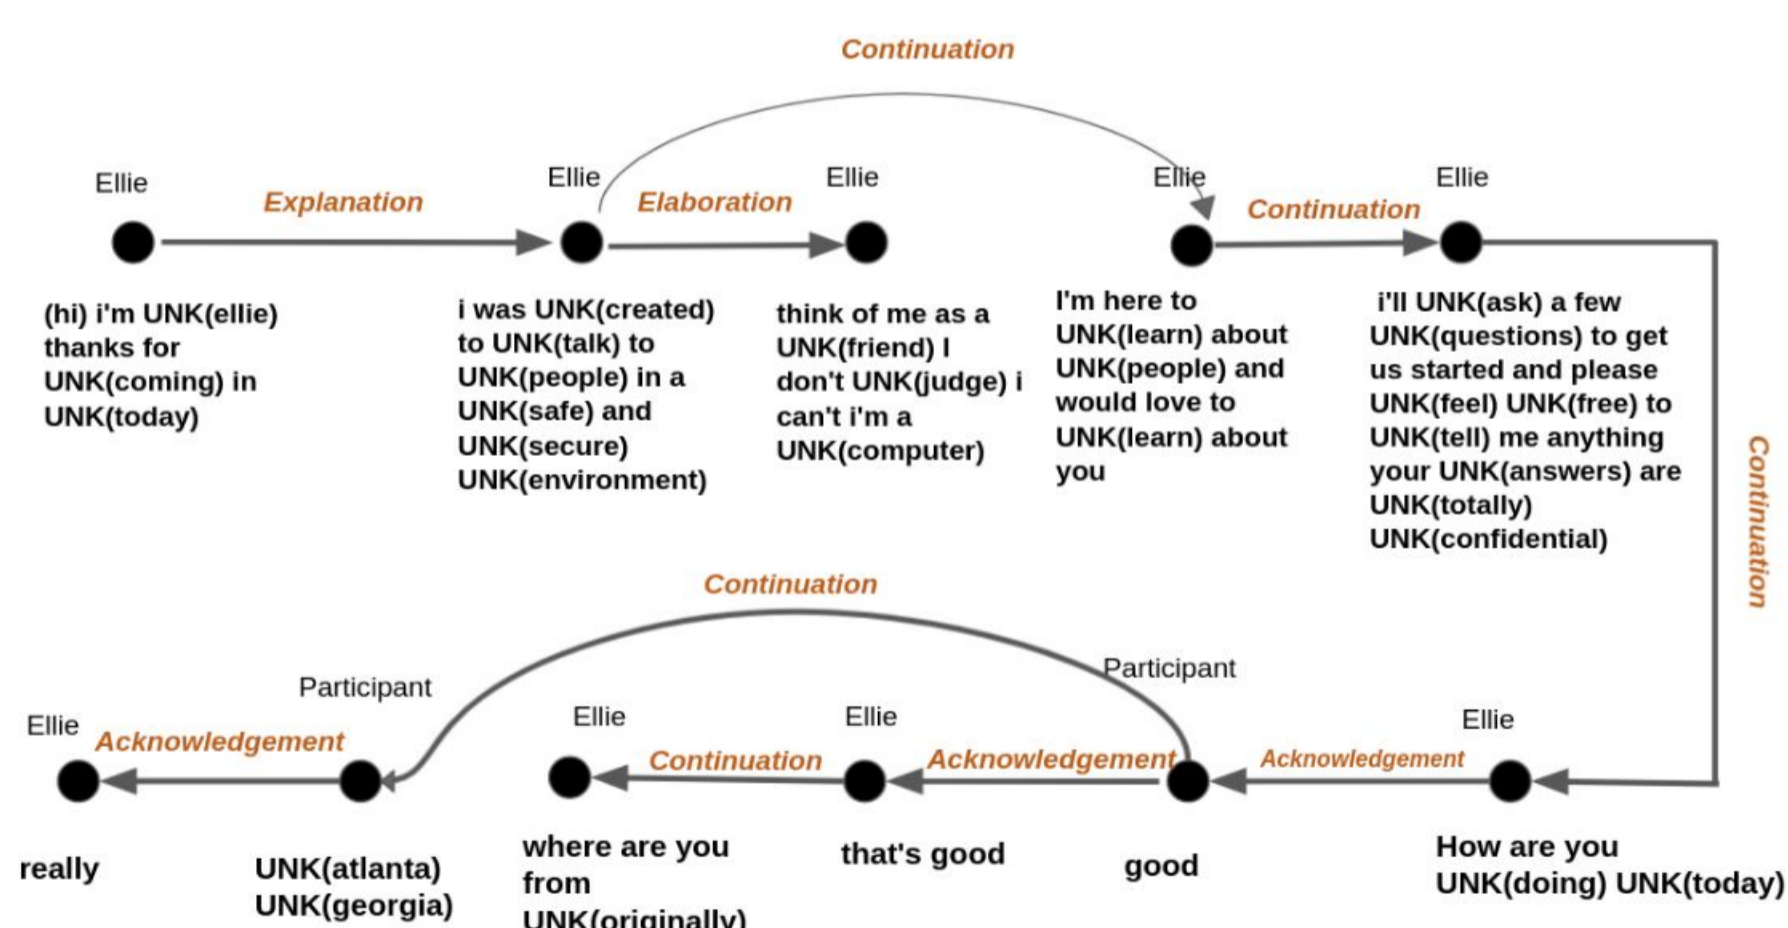 Continuation
Ellie
Ellie
Ellie
Ellie
Ellie
Explanation
Elaboration
Continuation
(hi) i'm UNK(ellie)
thanks for
UNK(coming) in
UNK(today)
i was UNK(created)
to UNK(talk) to
UNK(people) in a
UNK(safe) and
UNK(secure)
UNK(environment)
think of me as a
UNK(friend) I
don't UNK(judge) i
can't i'm a
UNK(computer)
I'm here to
UNK(learn) about
UNK(people) and
would love to
UNK(learn) about
you
i'll UNK(ask) a few
UNK(questions) to get
us started and please
UNK(feel) UNK(free) to
UNK(tell) me anything
your UNK(answers) are
UNK(totally)
UNK(confidential)
Continuation
Continuation
Ellie
Participant
Ellie
Ellie
Participant
Ellie
Acknowledgement
Continuation
Acknowledgement
Acknowledgement
really
UNK(atlanta)
UNK(georgia)
where are you
from
UNK(originally)
that's good
good
How are you
UNK(doing) UNK(today)